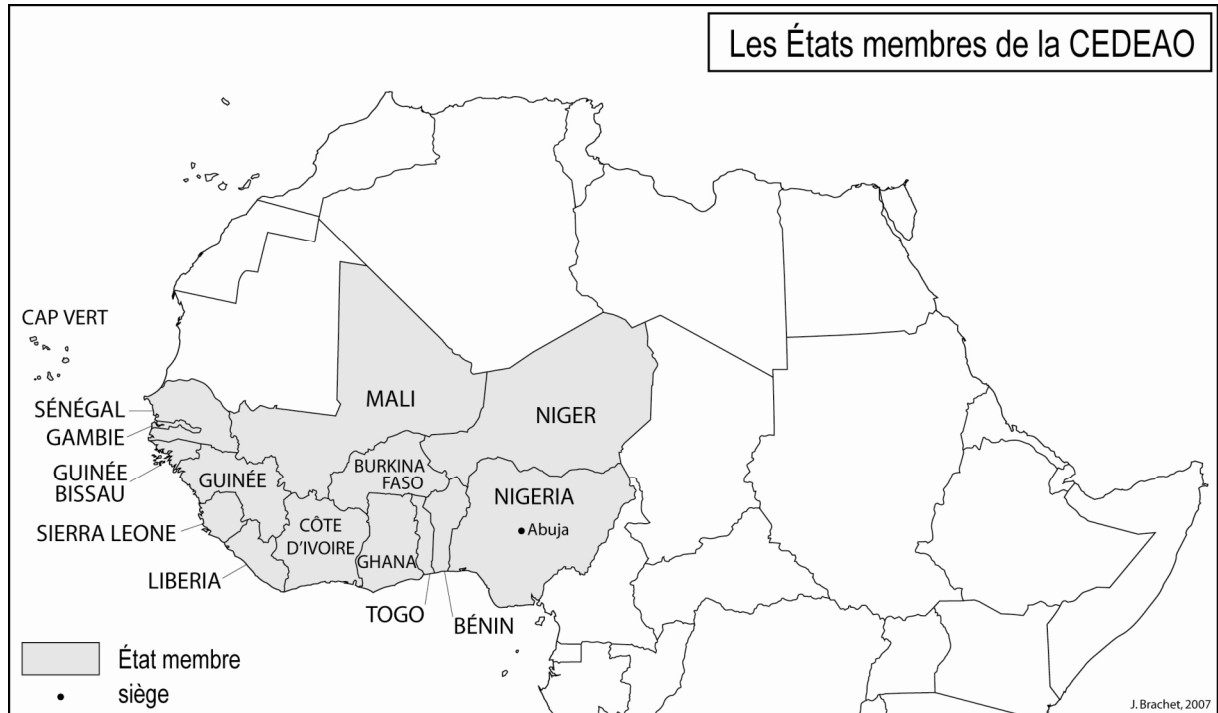 Les États membres de la CEDEAO
CAP VERT
SÉNÉGAL
GAMBIE
GUINÉE
BISSAU
SIERRA LEONE
LIBERIA
MALI
NIGER
BURKINA
FASO
GUINÉE
NIGERIA
Abuja
CÔTE
D'IVOIRE
GHANA
TOGO
BÉNIN
État membre
siège
J. Brachet, 2007